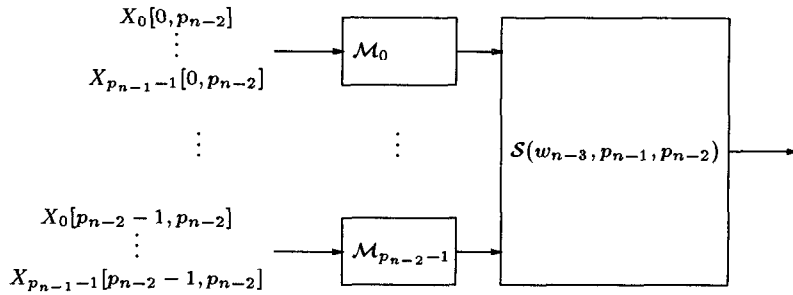 X_0[0, p_{n-2}]
⋮
X_{p_{n-1}-1}[0, p_{n-2}]
ℳ_0
⋮
⋮
𝒮(w_{n-3}, p_{n-1}, p_{n-2})
X_0[p_{n-2} - 1, p_{n-2}]
⋮
X_{p_{n-1}-1}[p_{n-2} - 1, p_{n-2}]
ℳ_{p_{n-2}-1}